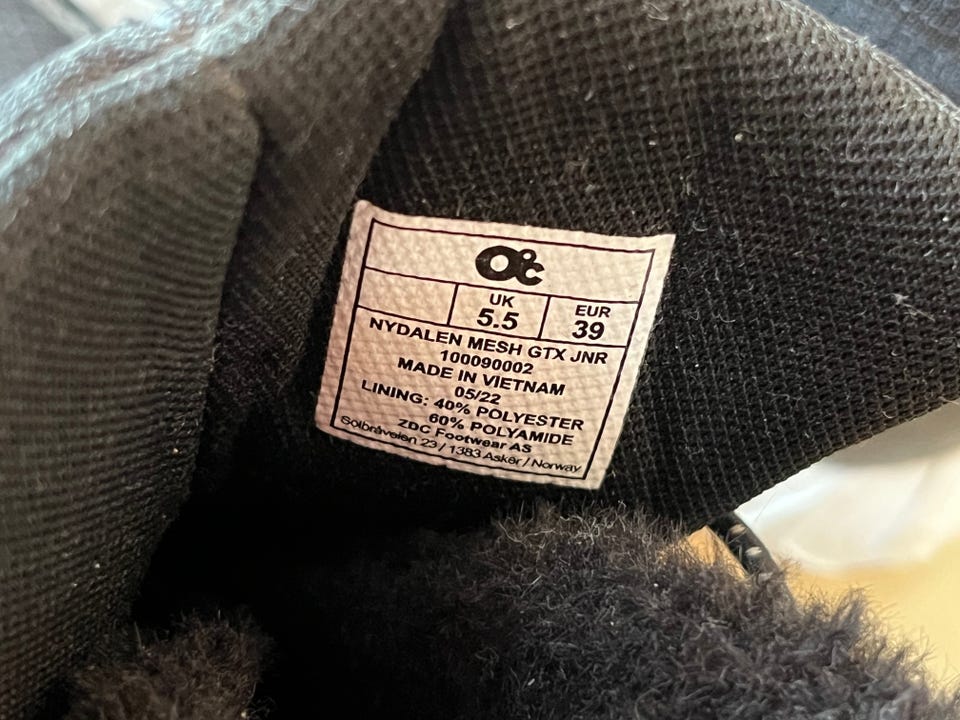 O°c
UK EUR
5.5 39
NYDALEN MESH GTX JNR
100090002
MADE IN VIETNAM
05/22
LINING: 40% POLYESTER
60% POLYAMIDE
ZDC Footwear AS
Solbråveien 23 / 1383 Asker / Norway